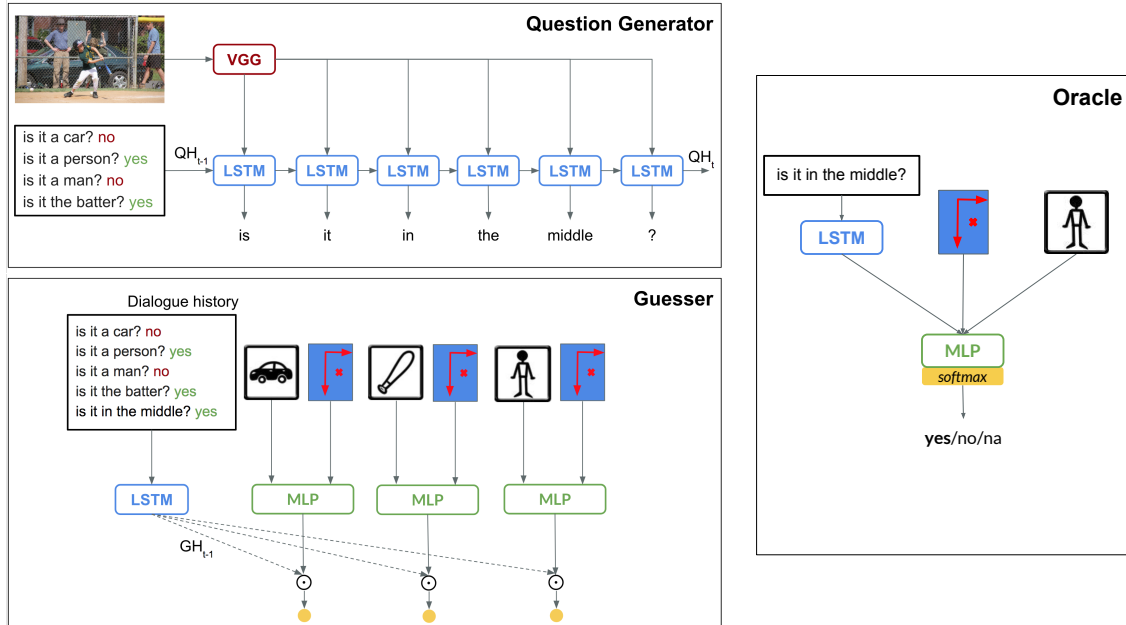 Question Generator
VGG
is it a car? no
is it a person? yes
is it a man? no
is it the batter? yes
QH_{t-1}
LSTM LSTM LSTM LSTM LSTM LSTM
QH_t
is it in the middle ?
Guesser
Dialogue history
is it a car? no
is it a person? yes
is it a man? no
is it the batter? yes
is it in the middle? yes
LSTM MLP MLP MLP
GH_{t-1}
Oracle
is it in the middle?
LSTM
MLP
softmax
yes/no/na